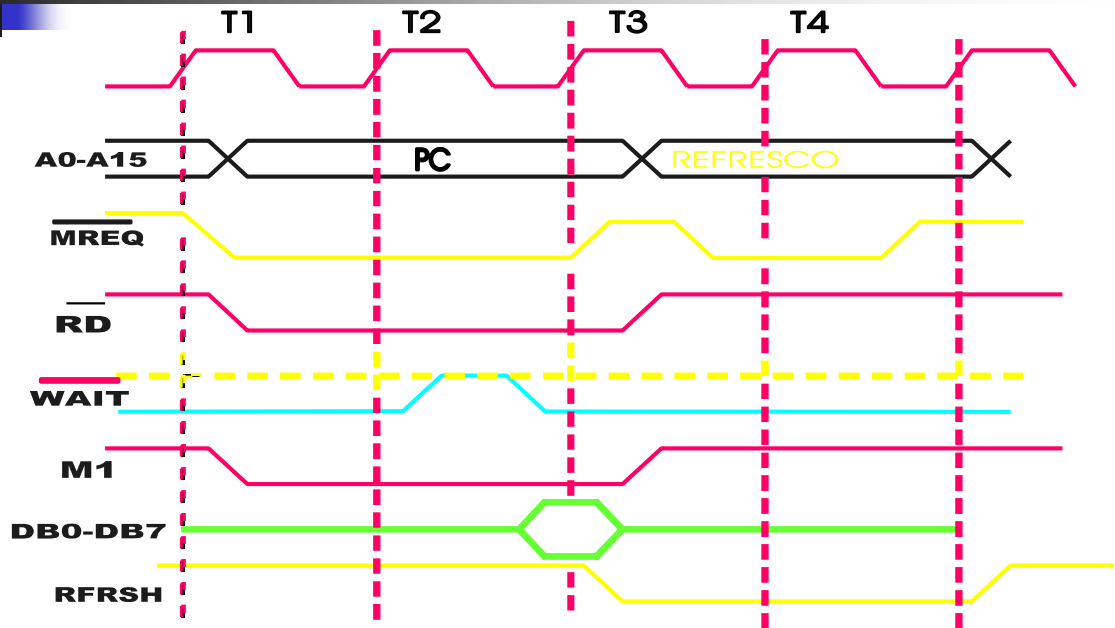 T1 T2 T3 T4
A0-A15 PC REFRESCO
MREQ
RD
WAIT
M1
DB0-DB7
RFRSH